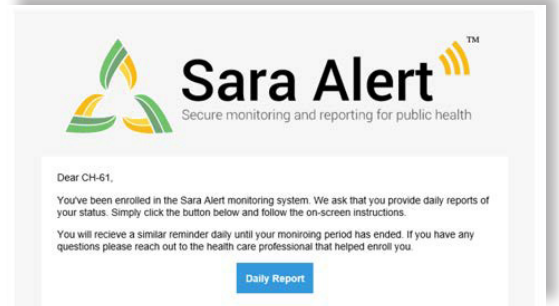 Sara Alert™
Secure monitoring and reporting for public health
Dear CH-61,
You've been enrolled in the Sara Alert monitoring system. We ask that you provide daily reports of
your status. Simply click the button below and follow the on-screen instructions.
You will recieve a similar reminder daily until your moniroing period has ended. If you have any
questions please reach out to the health care professional that helped enroll you.
Daily Report